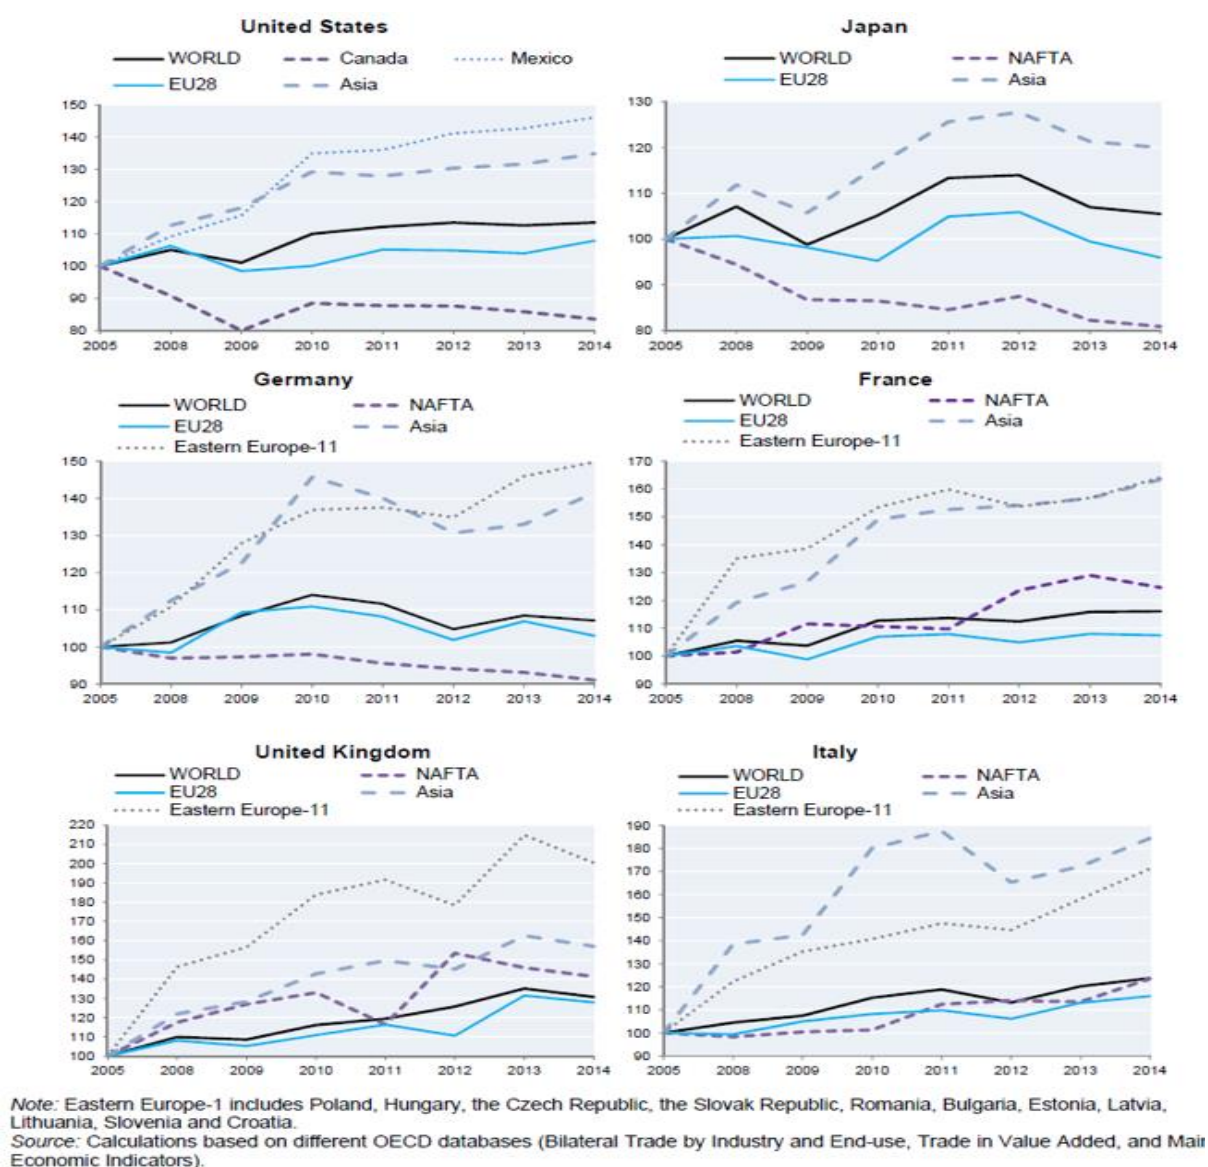 United States
WORLD Canada Mexico
EU28 Asia
150
140
130
120
110
100
90
80
2005 2008 2009 2010 2011 2012 2013 2014
Japan
WORLD NAFTA
EU28 Asia
130
120
110
100
90
80
2005 2008 2009 2010 2011 2012 2013 2014
Germany
WORLD NAFTA
EU28 Asia
Eastern Europe-11
150
140
130
120
110
100
90
2005 2008 2009 2010 2011 2012 2013 2014
France
WORLD NAFTA
EU28 Asia
Eastern Europe-11
170
160
150
140
130
120
110
100
90
2005 2008 2009 2010 2011 2012 2013 2014
United Kingdom
WORLD NAFTA
EU28 Asia
Eastern Europe-11
220
210
200
190
180
170
160
150
140
130
120
110
100
2005 2008 2009 2010 2011 2012 2013 2014
Italy
WORLD NAFTA
EU28 Asia
Eastern Europe-11
190
180
170
160
150
140
130
120
110
100
90
2005 2008 2009 2010 2011 2012 2013 2014
Note: Eastern Europe-1 includes Poland, Hungary, the Czech Republic, the Slovak Republic, Romania, Bulgaria, Estonia, Latvia,
Lithuania, Slovenia and Croatia.
Source: Calculations based on different OECD databases (Bilateral Trade by Industry and End-use, Trade in Value Added, and Main
Economic Indicators).